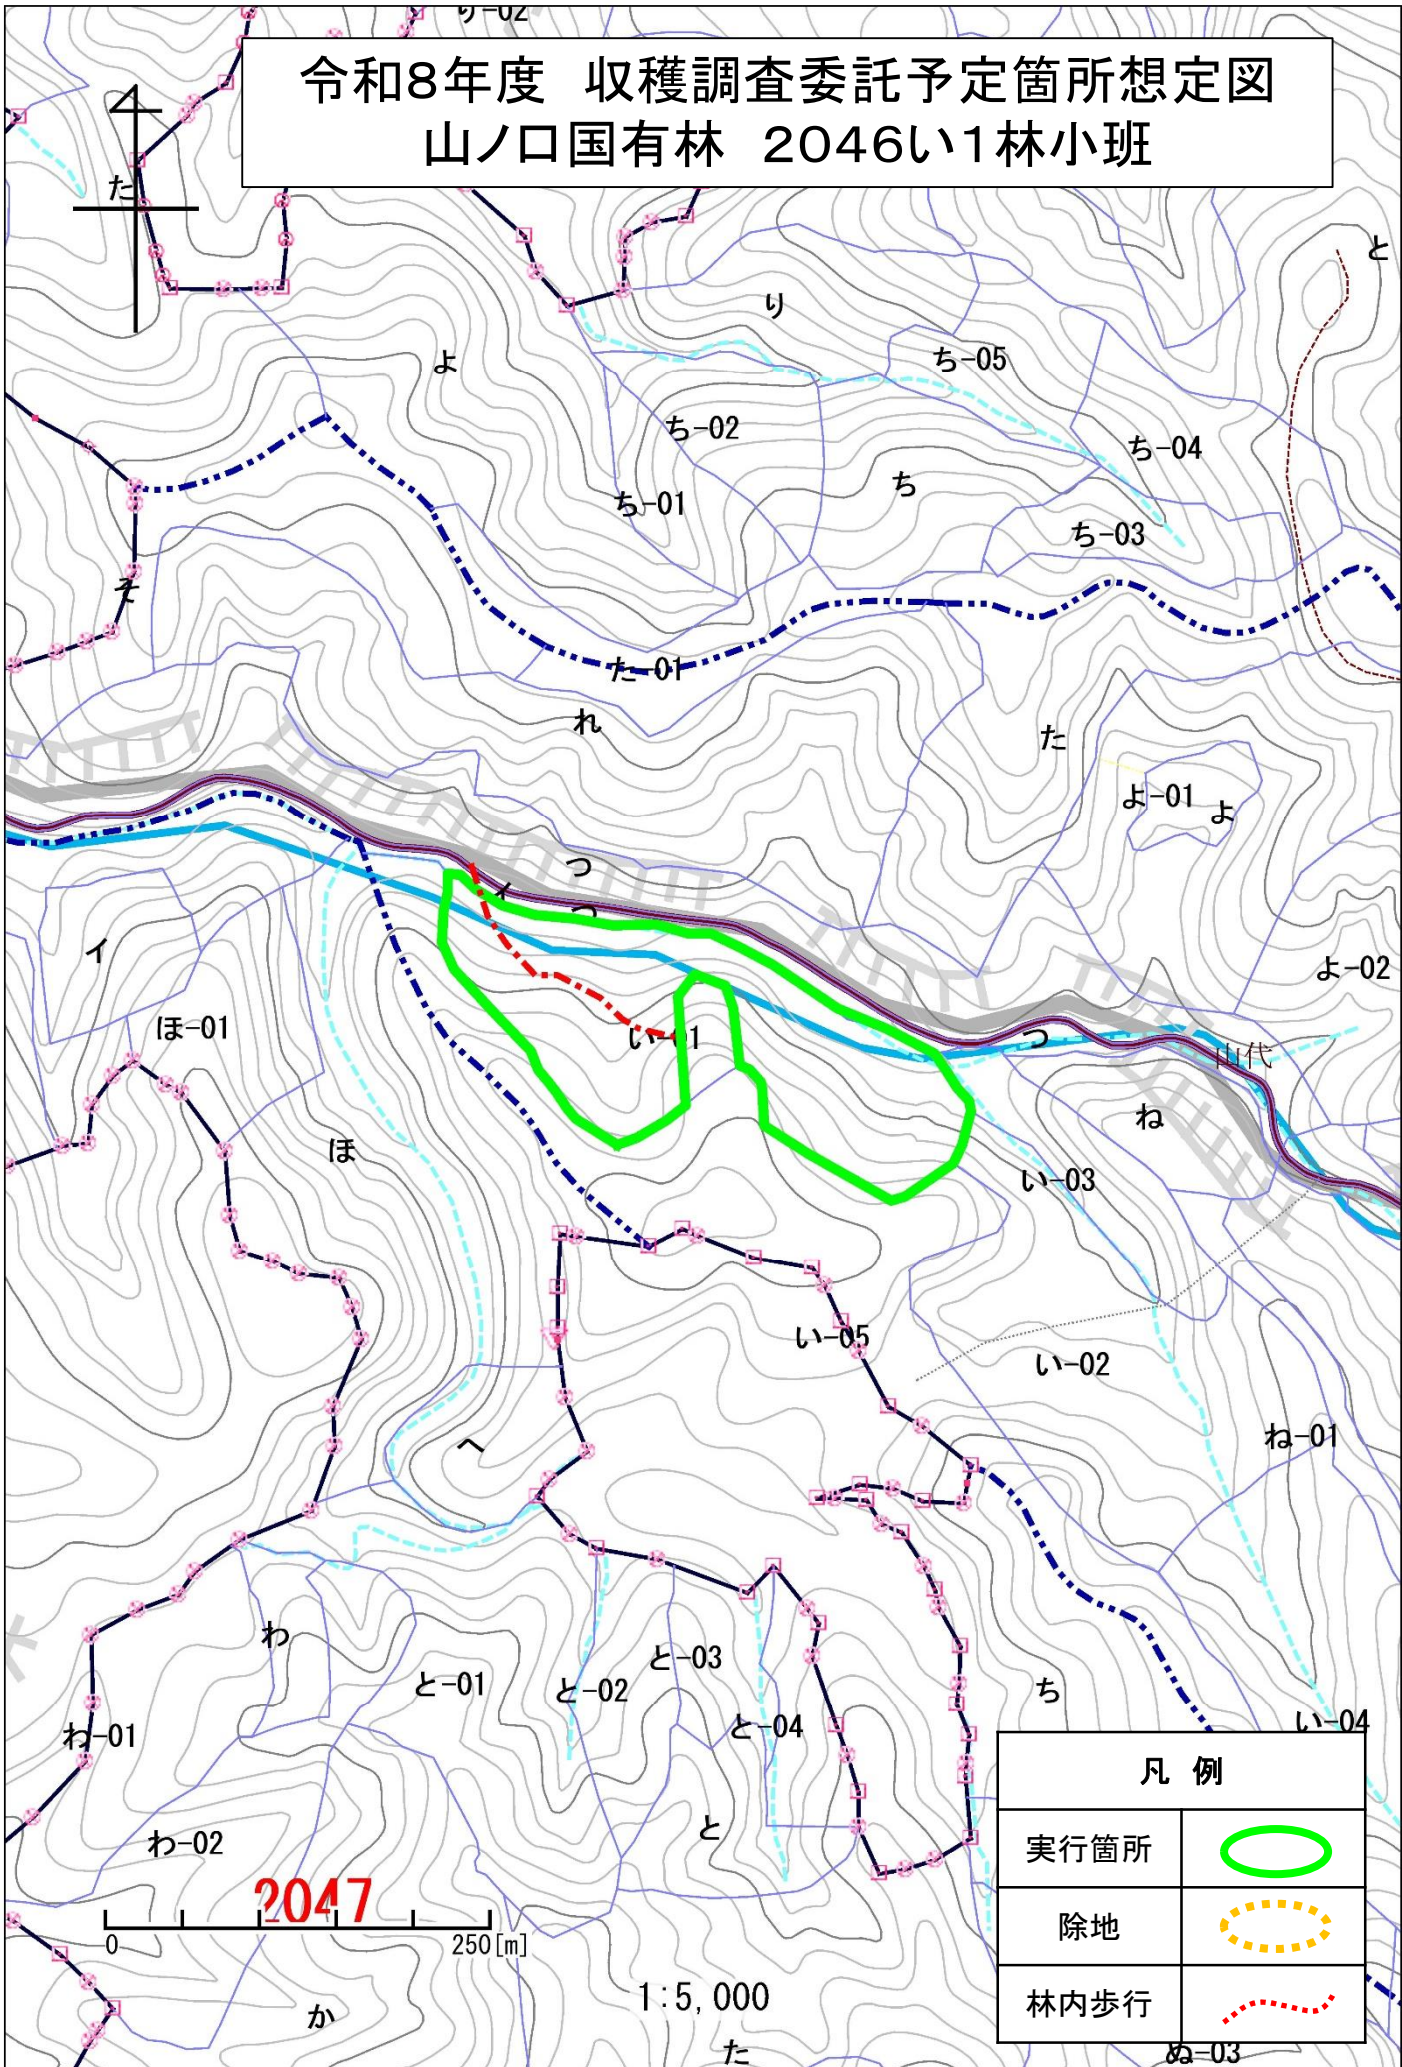 り-02
令和8年度　収穫調査委託予定箇所想定図
山ノ口国有林　2046い1林小班
た
と
り
よ
ち-05
ち-02
ち-04
ち
ち-01
ち-03
そ
た-01
れ
た
よ-01
よ
つ
イ
つ
イ
よ-02
ほ-01
い-01
つ
山代
ね
ほ
い-03
い-05
い-02
ね-01
へ
わ
と-03
と-01
と-02
ち
と-04
い-04
わ-01
凡 例
と
わ-02
実行箇所
2047
除地
0
250[m]
1:5,000
林内歩行
か
た
ぬ-03